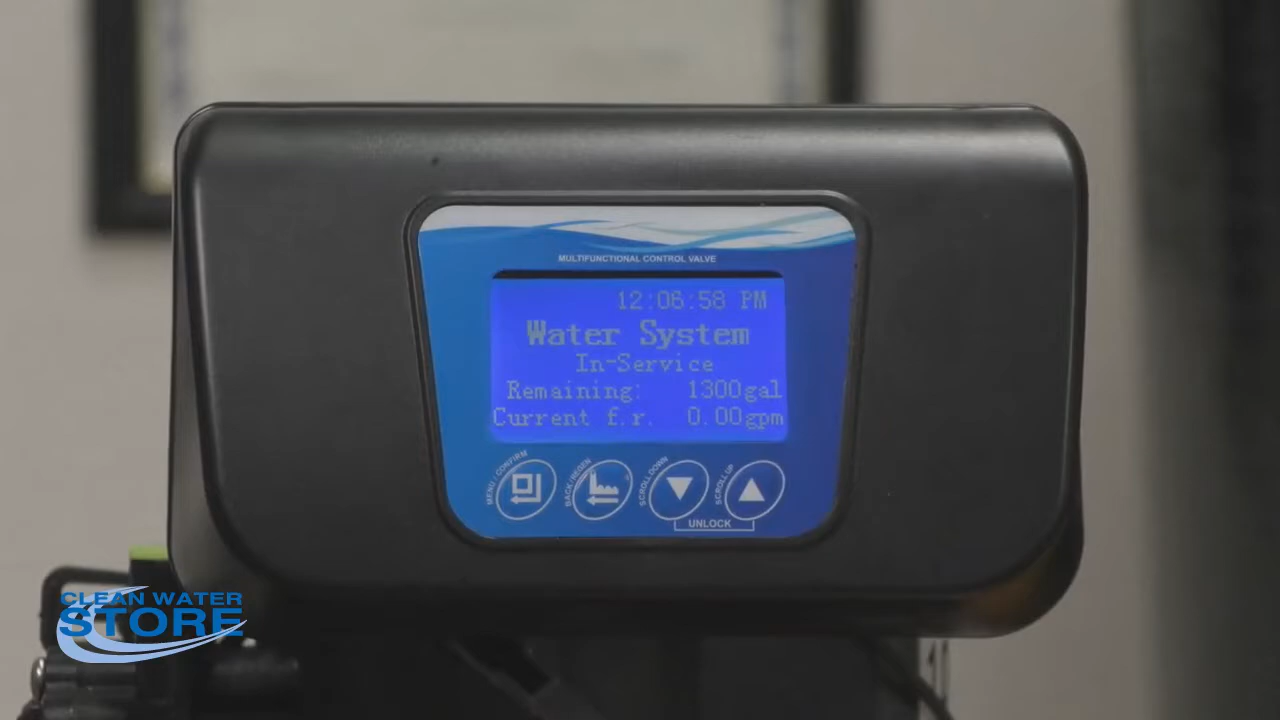 MULTIFUNCTIONAL CONTROL VALVE
12:06:58 PM
Water System
In-Service
Remaining: 1300gal
Current f.r. 0.00gpm
MENU / CONFIRM
BACK/REGEN
SCROLL DOWN
SCROLL UP
UNLOCK
CLEAN WATER
STORE